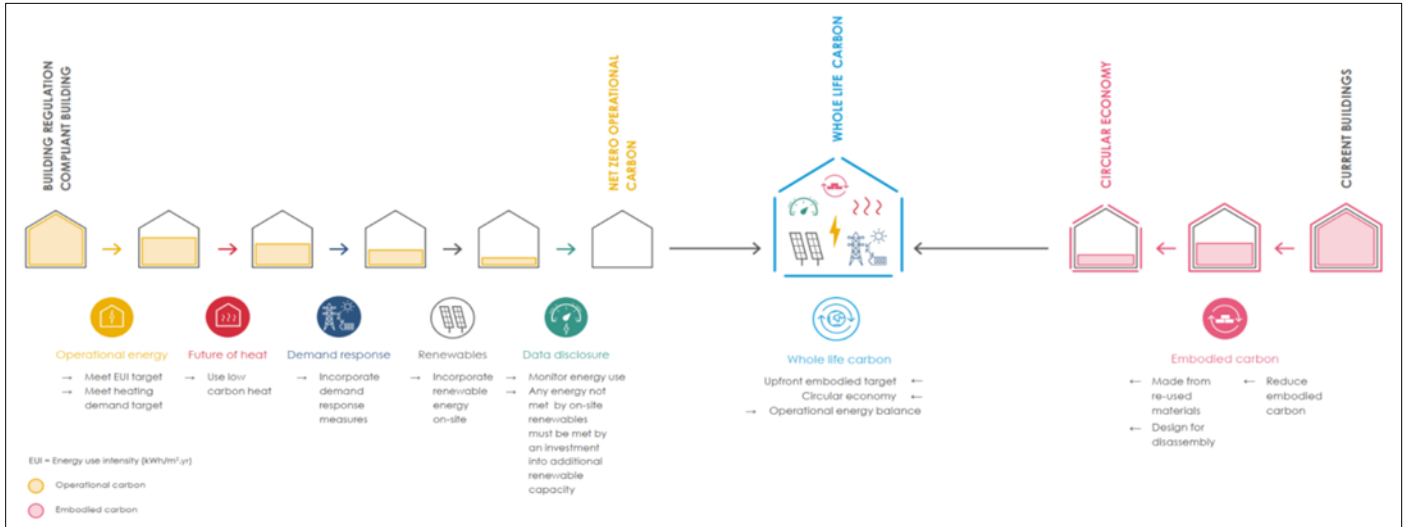 BUILDING REGULATION
COMPLIANT BUILDING
NET ZERO OPERATIONAL
CARBON
WHOLE LIFE CARBON
CIRCULAR ECONOMY
CURRENT BUILDINGS
Operational energy
→ Meet EUI target
→ Meet heating
demand target
Future of heat
→ Use low
carbon heat
Demand response
→ Incorporate
demand
response
measures
Renewables
→ Incorporate
renewable
energy
on-site
Data disclosure
→ Monitor energy use
→ Any energy not
met by on-site
renewables
must be met by
an investment
into additional
renewable
capacity
Whole life carbon
Upfront embodied target ←
Circular economy ←
→ Operational energy balance
Embodied carbon
← Made from
re-used
materials
← Design for
disassembly
← Reduce
embodied
carbon
EUI = Energy use intensity (kWh/m².yr)
Operational carbon
Embodied carbon